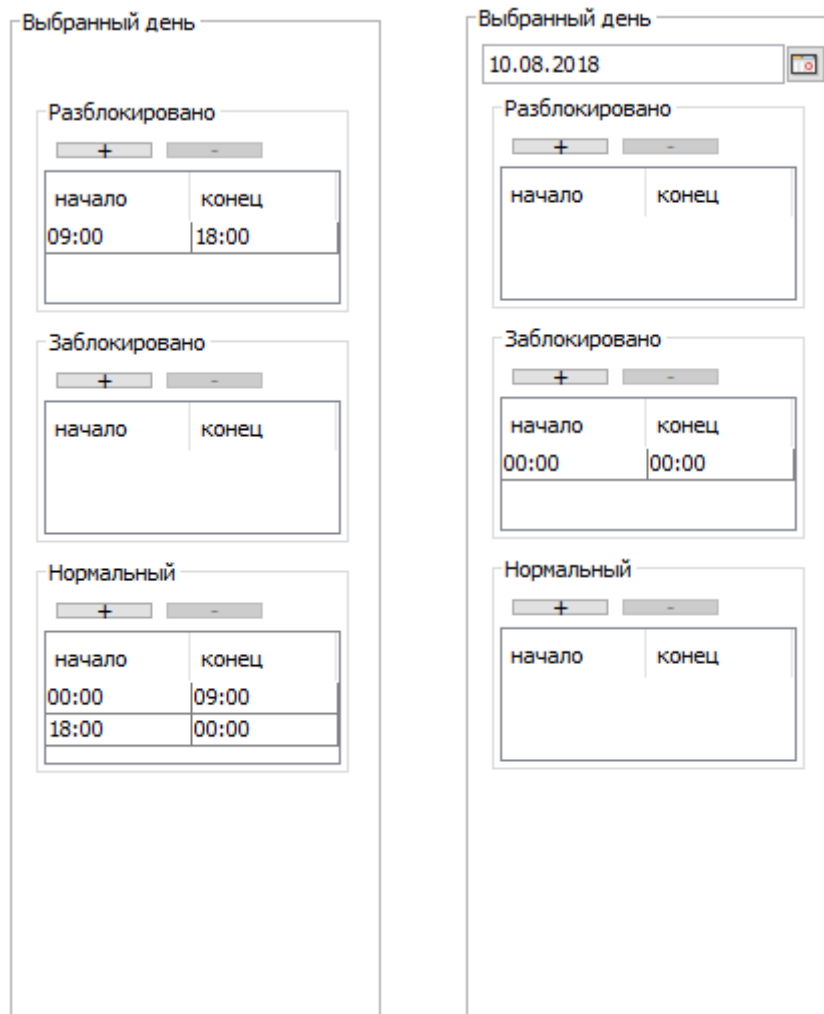 Выбранный день
Разблокировано
+ -
начало конец
09:00 18:00
Заблокировано
+ -
начало конец
Нормальный
+ -
начало конец
00:00 09:00
18:00 00:00
Выбранный день
10.08.2018
Разблокировано
+ -
начало конец
Заблокировано
+ -
начало конец
00:00 00:00
Нормальный
+ -
начало конец